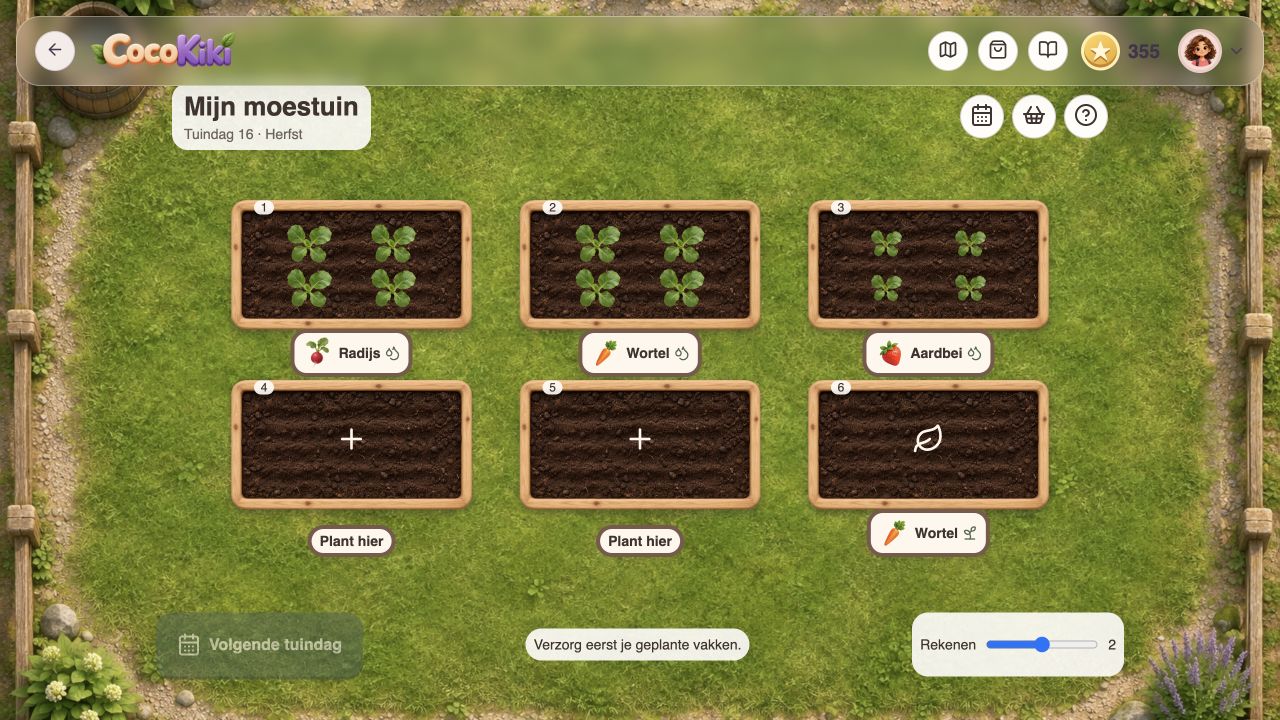 CocoKiki
355
Mijn moestuin
Tuindag 16 · Herfst
1
2
3
Radijs
Wortel
Aardbei
4
5
6
Plant hier
Plant hier
Wortel
Volgende tuindag
Verzorg eerst je geplante vakken.
Rekenen 2